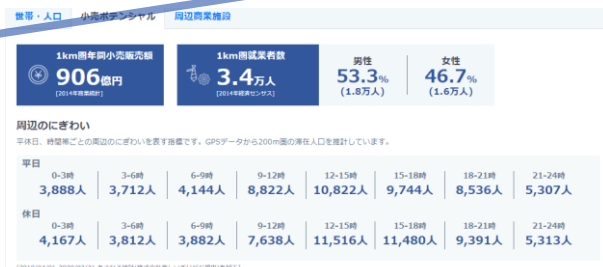 世帯・人口 小売ポテンシャル 周辺商業施設
1km圏年間小売販売額
906億円
[2014年商業統計]
1km圏就業者数
3.4万人
[2014年経済センサス]
男性
53.3%
(1.8万人)
女性
46.7%
(1.6万人)
周辺のにぎわい
平休日、時間帯ごとの周辺のにぎわいを表す指標です。GPSデータから200m圏の滞在人口を推計しています。
平日
0-3時 3-6時 6-9時 9-12時 12-15時 15-18時 18-21時 21-24時
3,888人 3,712人 4,144人 8,822人 10,822人 9,744人 8,536人 5,307人
休日
0-3時 3-6時 6-9時 9-12時 12-15時 15-18時 18-21時 21-24時
4,167人 3,812人 3,882人 7,638人 11,516人 11,480人 9,391人 5,313人